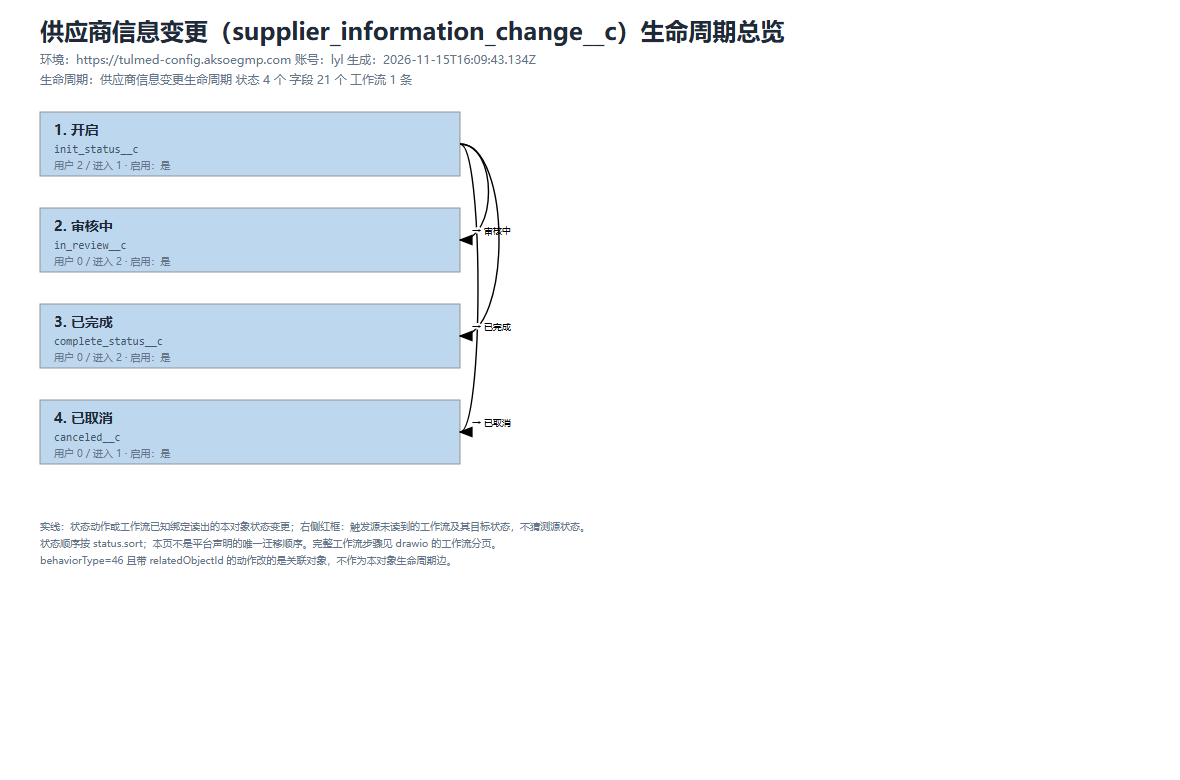 供应商信息变更（supplier_information_change__c）生命周期总览
环境：https://tulmed-config.aksoegmp.com 账号：lyl 生成：2026-11-15T16:09:43.134Z
生命周期：供应商信息变更生命周期 状态 4 个 字段 21 个 工作流 1 条
1. 开启
init_status__c
用户 2 / 进入 1 · 启用：是
2. 审核中
in_review__c
用户 0 / 进入 2 · 启用：是
→ 审核中
3. 已完成
complete_status__c
用户 0 / 进入 2 · 启用：是
→ 已完成
4. 已取消
canceled__c
用户 0 / 进入 1 · 启用：是
→ 已取消
实线：状态动作或工作流已知绑定读出的本对象状态变更；右侧红框：触发源未读到的工作流及其目标状态，不猜测源状态。
状态顺序按 status.sort；本页不是平台声明的唯一迁移顺序。完整工作流步骤见 drawio 的工作流分页。
behaviorType=46 且带 relatedObjectId 的动作改的是关联对象，不作为本对象生命周期边。